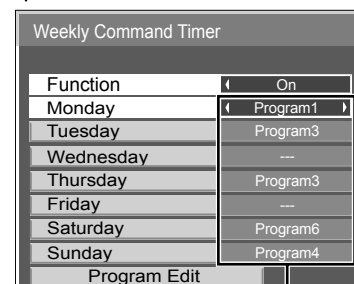 Weekly Command Timer
Function On
Monday Program1
Tuesday Program3
Wednesday ---
Thursday Program3
Friday ---
Saturday Program6
Sunday Program4
Program Edit